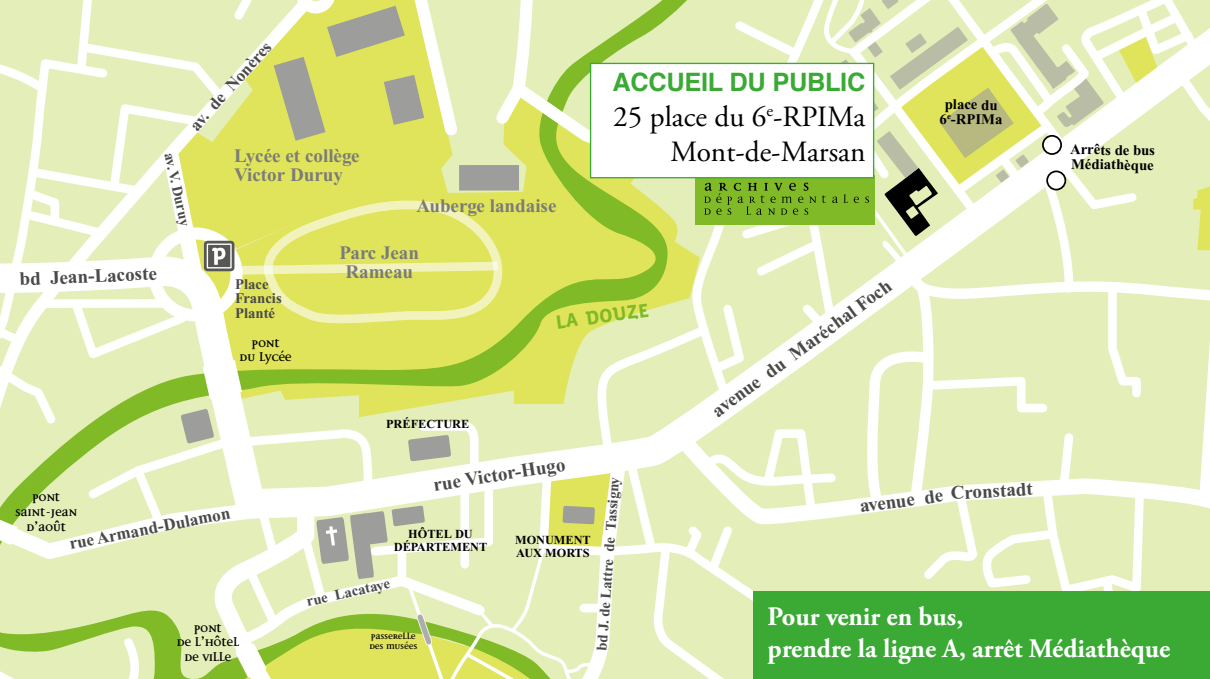 av. de Nonères
ACCUEIL DU PUBLIC
25 place du 6e-RPIMa
Mont-de-Marsan
place du
6e-RPIMa
Arrêts de bus
Médiathèque
Lycée et collège
Victor Duruy
av. V. Duruy
Auberge landaise
ARCHIVES
Départementales
DES LANDES
Parc Jean
Rameau
P
bd Jean-Lacoste
Place
Francis
Planté
LA DOUZE
avenue du Maréchal Foch
PONT
DU Lycée
PRÉFECTURE
rue Victor-Hugo
avenue de Cronstadt
PONT
SAINT-JEAN
D'AOÛT
rue Armand-Dulamon
HÔTEL DU
DÉPARTEMENT
MONUMENT
AUX MORTS
bd J. de Lattre de Tassigny
rue Lacataye
PONT
DE L'HÔTEL
DE VILLE
PASSERELLE
DES MUSÉES
Pour venir en bus,
prendre la ligne A, arrêt Médiathèque